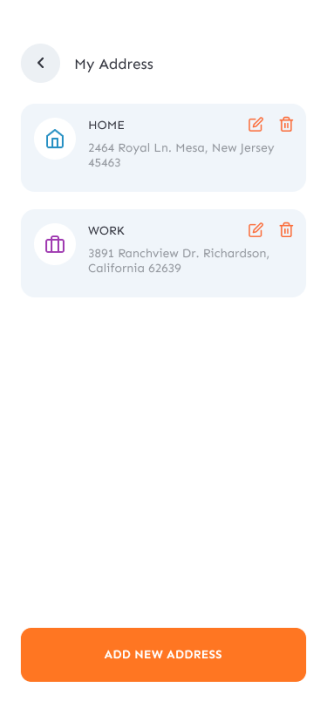 My Address
HOME
2464 Royal Ln. Mesa, New Jersey
45463
WORK
3891 Ranchview Dr. Richardson,
California 62639
ADD NEW ADDRESS